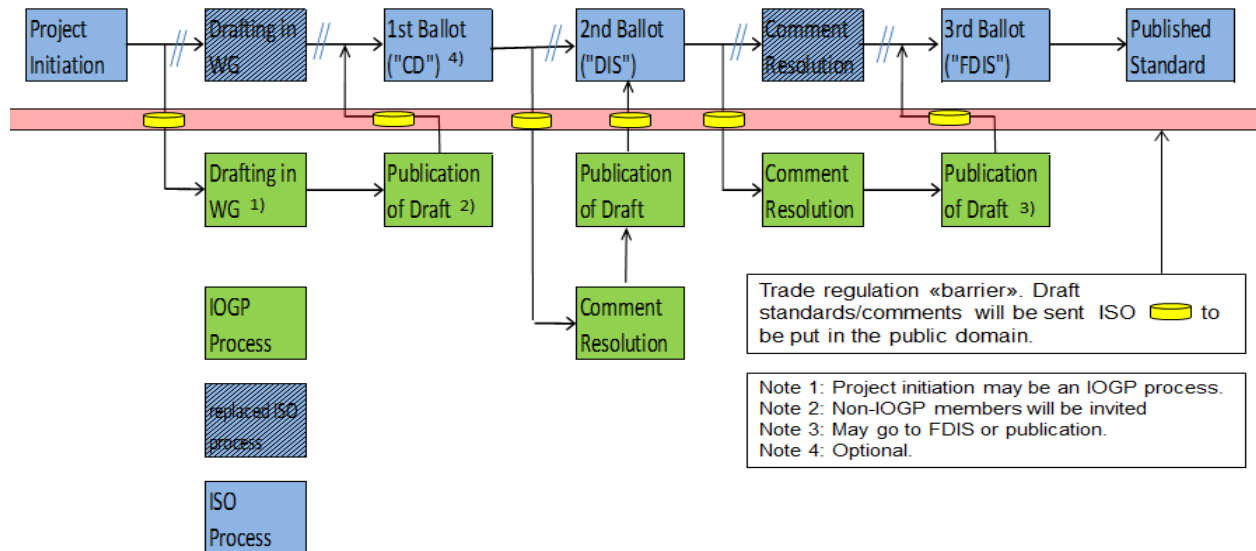 Project
Initiation
Drafting in
WG
1st Ballot
("CD") 4)
2nd Ballot
("DIS")
Comment
Resolution
3rd Ballot
("FDIS")
Published
Standard
Drafting in
WG 1)
Publication
of Draft 2)
Publication
of Draft
Comment
Resolution
Publication
of Draft 3)
IOGP
Process
Comment
Resolution
Trade regulation «barrier». Draft
standards/comments will be sent ISO to
be put in the public domain.
replaced ISO
process
Note 1: Project initiation may be an IOGP process.
Note 2: Non-IOGP members will be invited
Note 3: May go to FDIS or publication.
Note 4: Optional.
ISO
Process